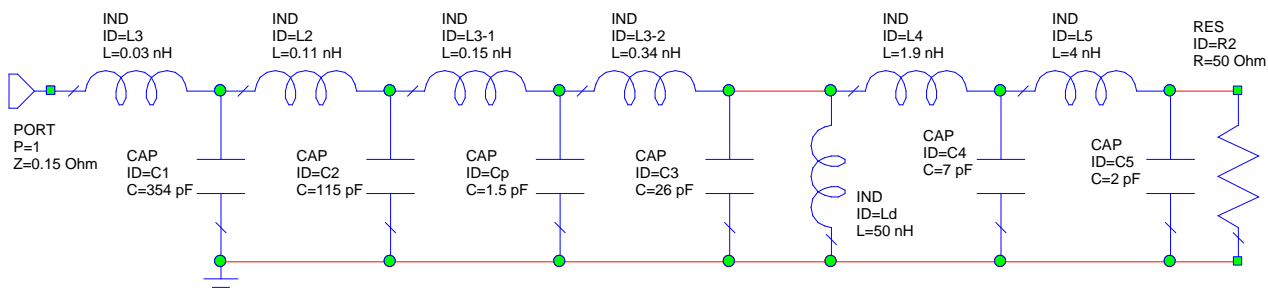 IND
ID=L3
L=0.03 nH
IND
ID=L2
L=0.11 nH
IND
ID=L3-1
L=0.15 nH
IND
ID=L3-2
L=0.34 nH
IND
ID=L4
L=1.9 nH
IND
ID=L5
L=4 nH
RES
ID=R2
R=50 Ohm
PORT
P=1
Z=0.15 Ohm
CAP
ID=C1
C=354 pF
CAP
ID=C2
C=115 pF
CAP
ID=Cp
C=1.5 pF
CAP
ID=C3
C=26 pF
IND
ID=Ld
L=50 nH
CAP
ID=C4
C=7 pF
CAP
ID=C5
C=2 pF